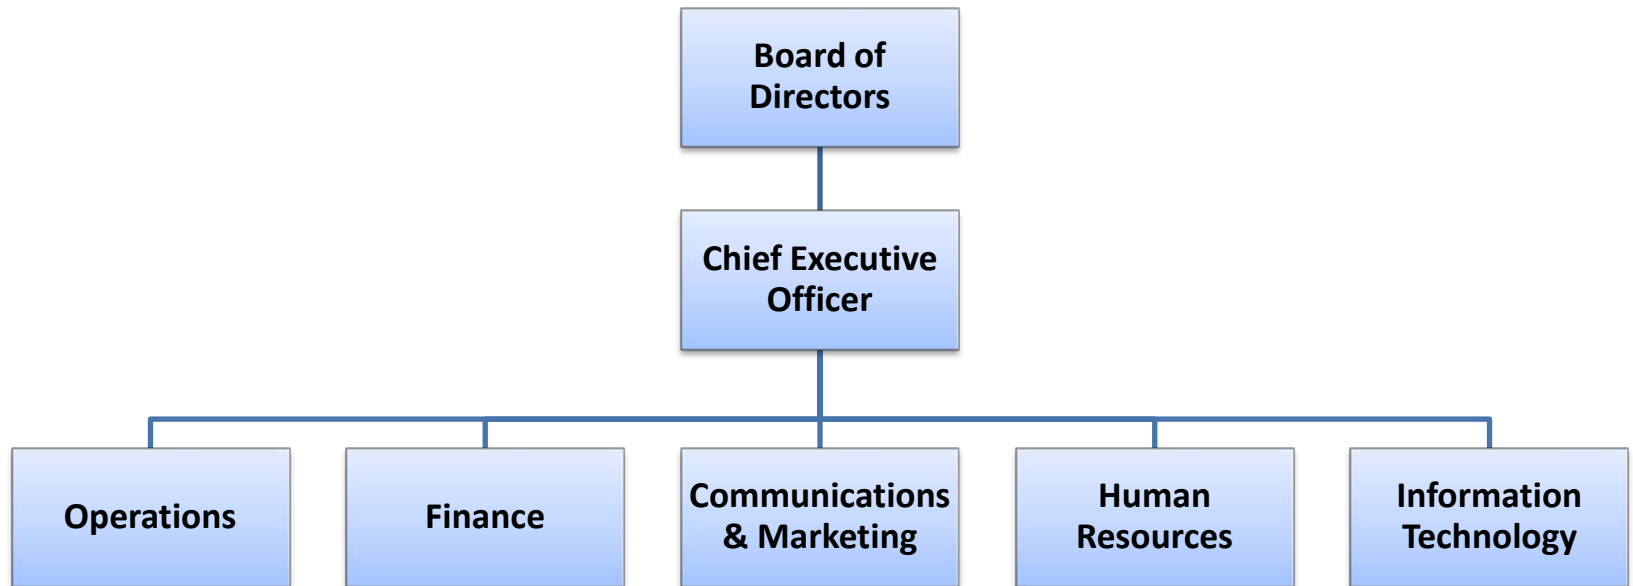 Board of
Directors
Chief Executive
Officer
Operations
Finance
Communications
& Marketing
Human
Resources
Information
Technology